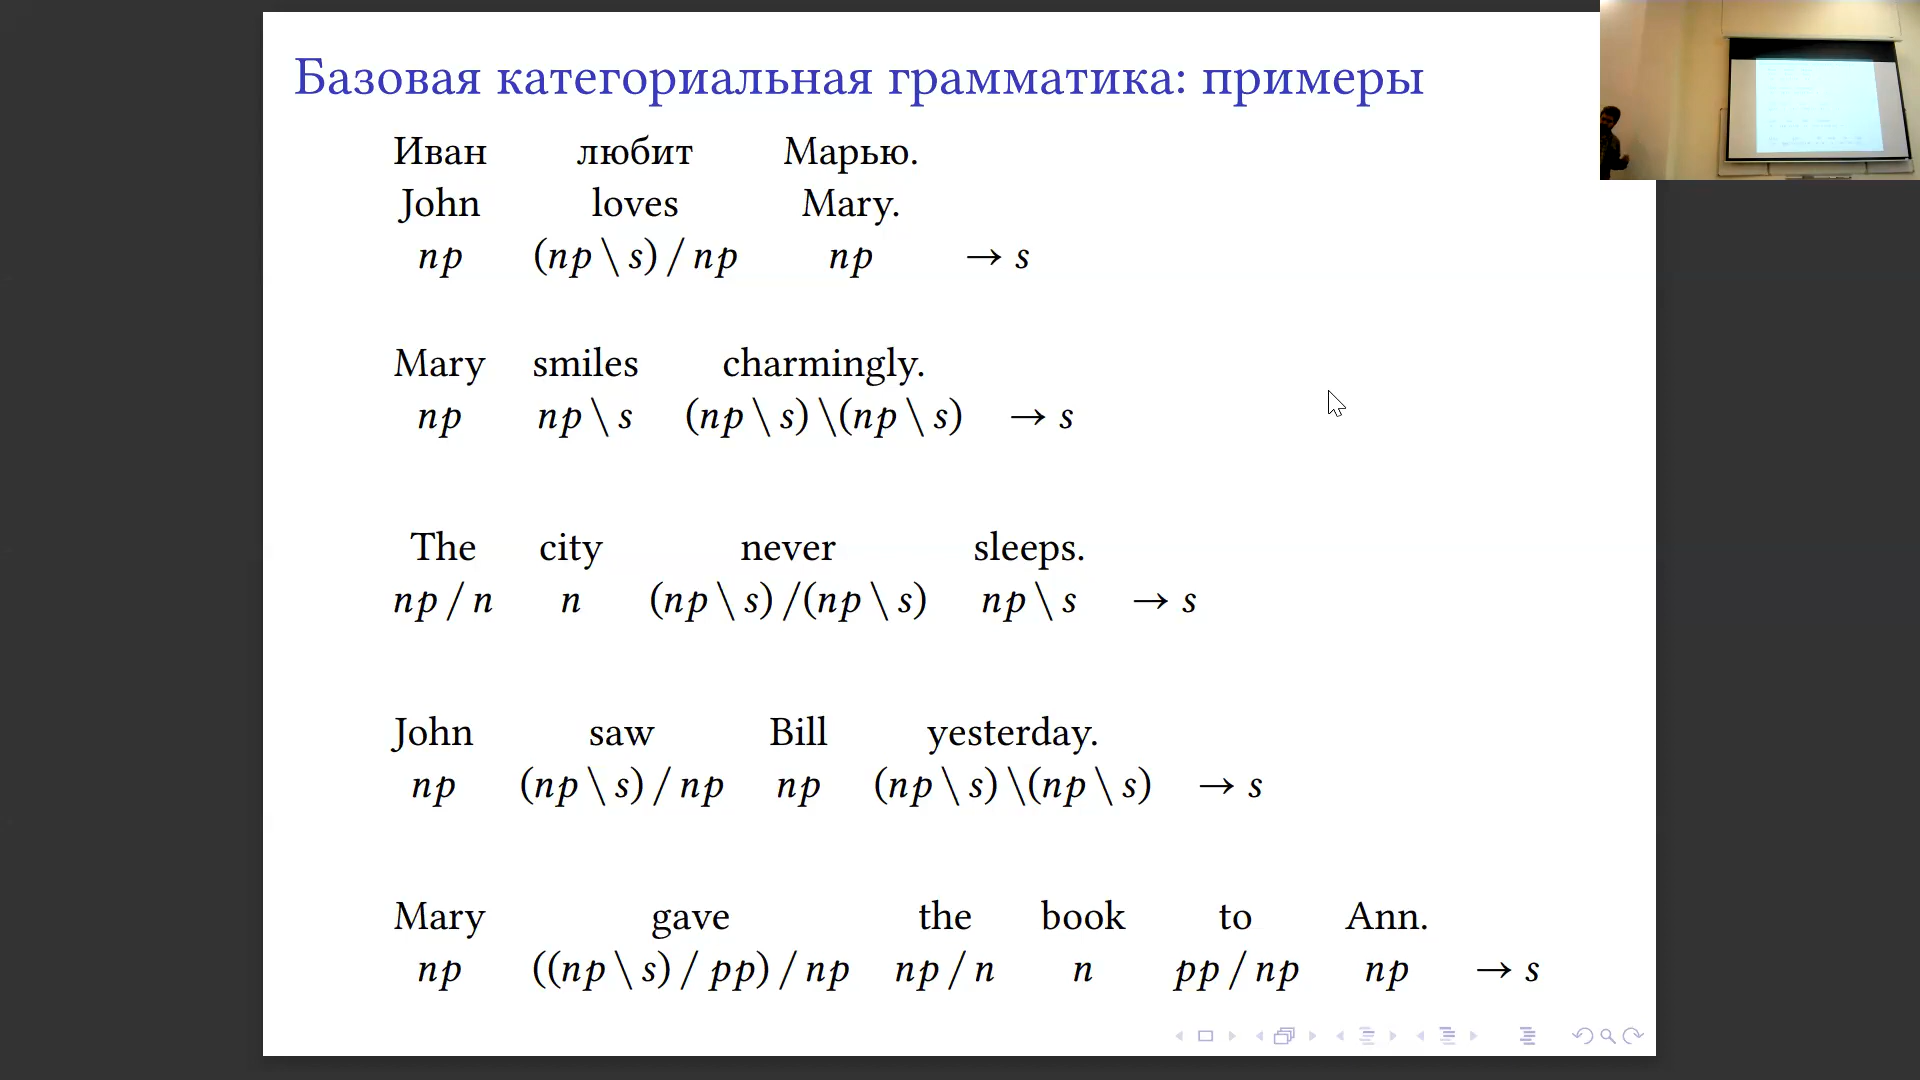 Базовая категориальная грамматика: примеры
Иван любит Марью.
John loves Mary.
np (np \ s) / np np → s
Mary smiles charmingly.
np np \ s (np \ s) \(np \ s) → s
The city never sleeps.
np / n n (np \ s) /(np \ s) np \ s → s
John saw Bill yesterday.
np (np \ s) / np np (np \ s) \(np \ s) → s
Mary gave the book to Ann.
np ((np \ s) / pp) / np np / n n pp / np np → s